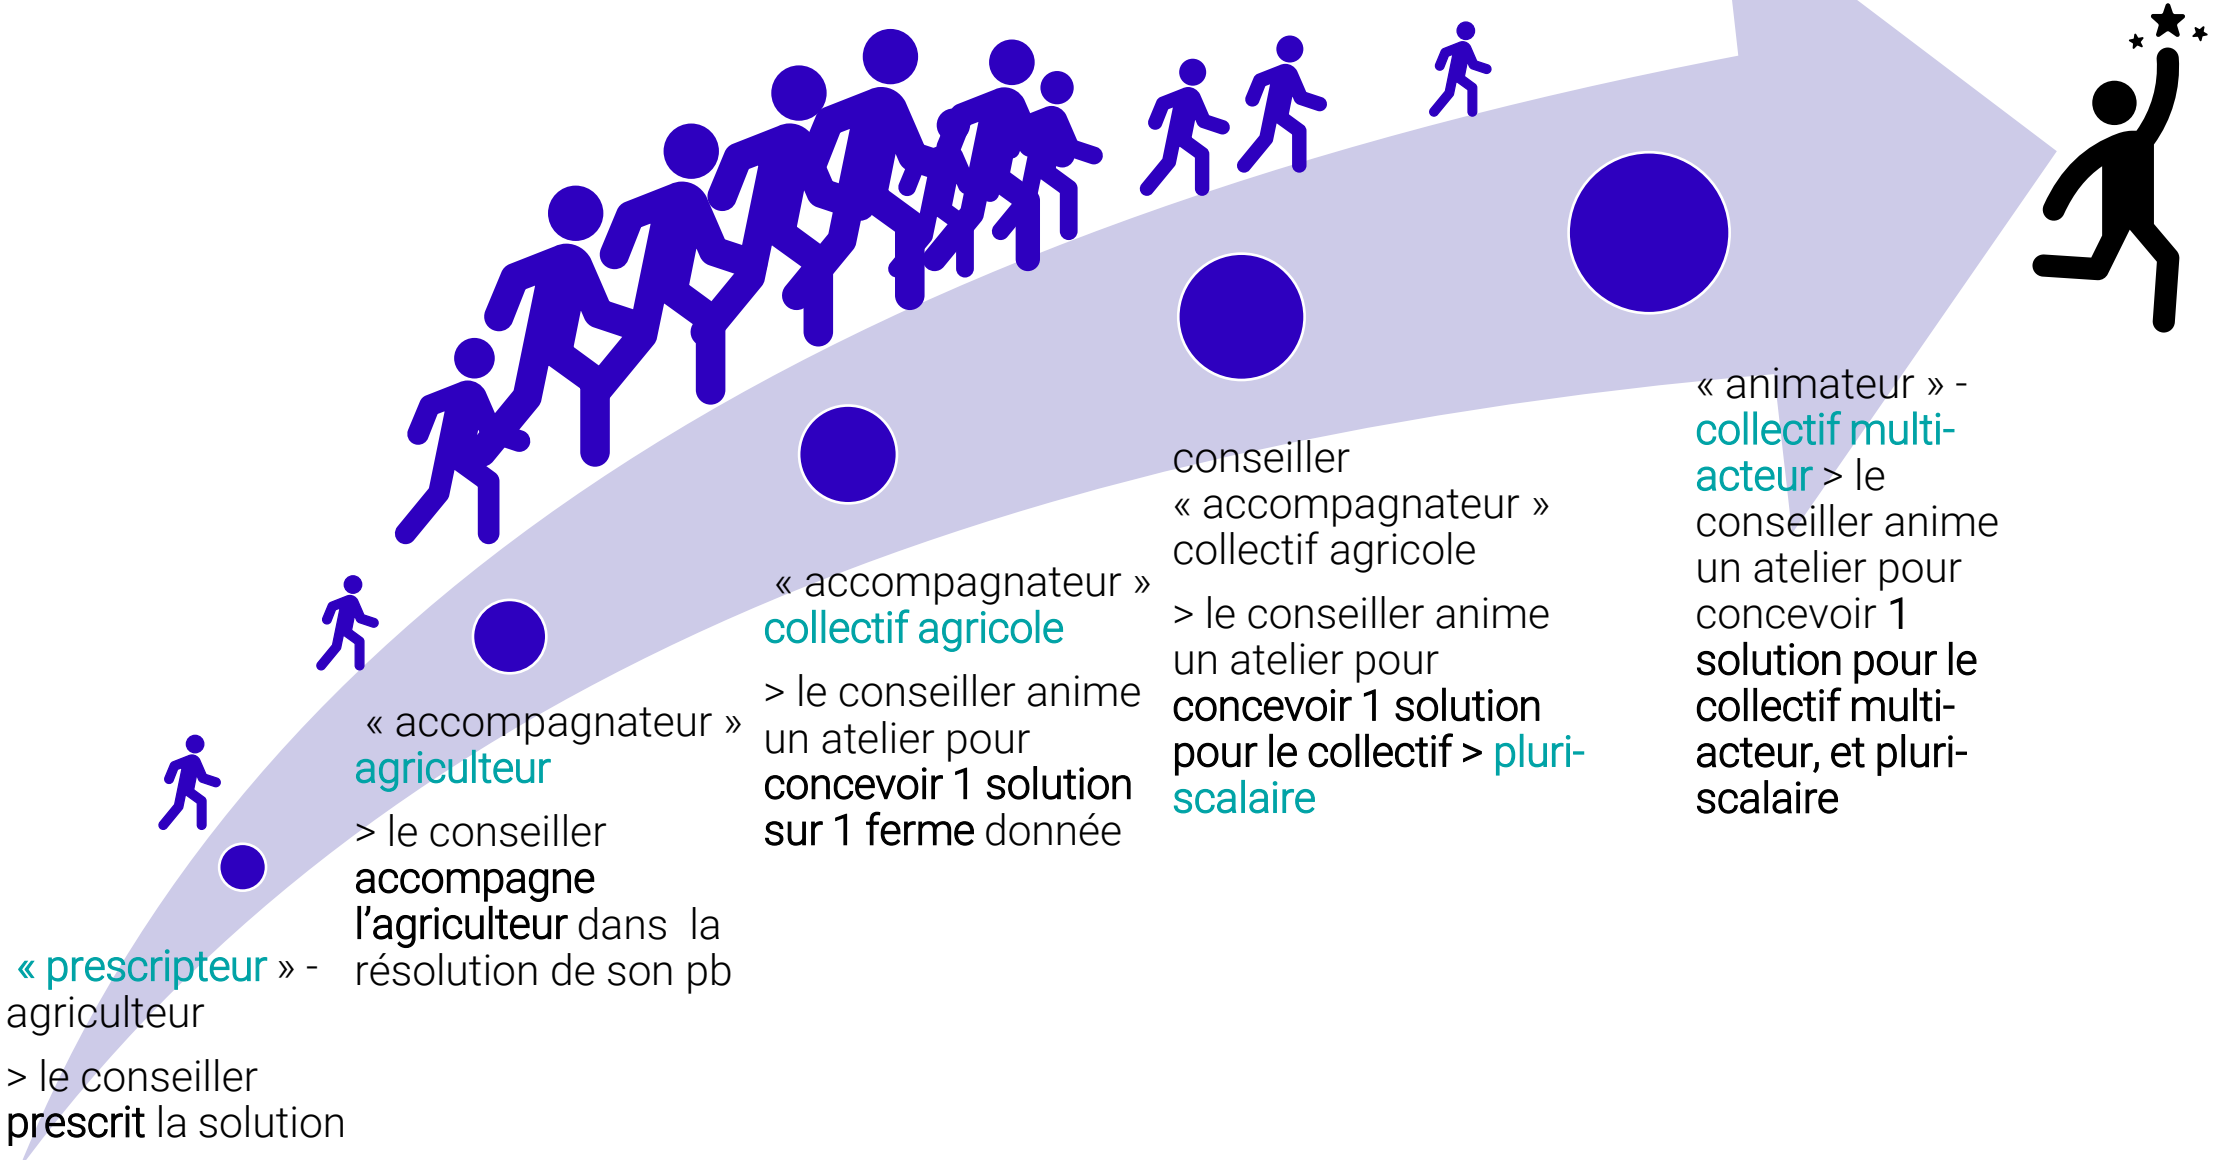 « prescripteur » -
agriculteur
> le conseiller
prescrit la solution
« accompagnateur »
agriculteur
> le conseiller
accompagne
l’agriculteur dans  la
résolution de son pb
« accompagnateur »
collectif agricole
> le conseiller anime
un atelier pour
concevoir 1 solution
sur 1 ferme donnée
conseiller
« accompagnateur »
collectif agricole
> le conseiller anime
un atelier pour
concevoir 1 solution
pour le collectif > pluri-
scalaire
« animateur » -
collectif multi-
acteur > le
conseiller anime
un atelier pour
concevoir 1
solution pour le
collectif multi-
acteur, et pluri-
scalaire